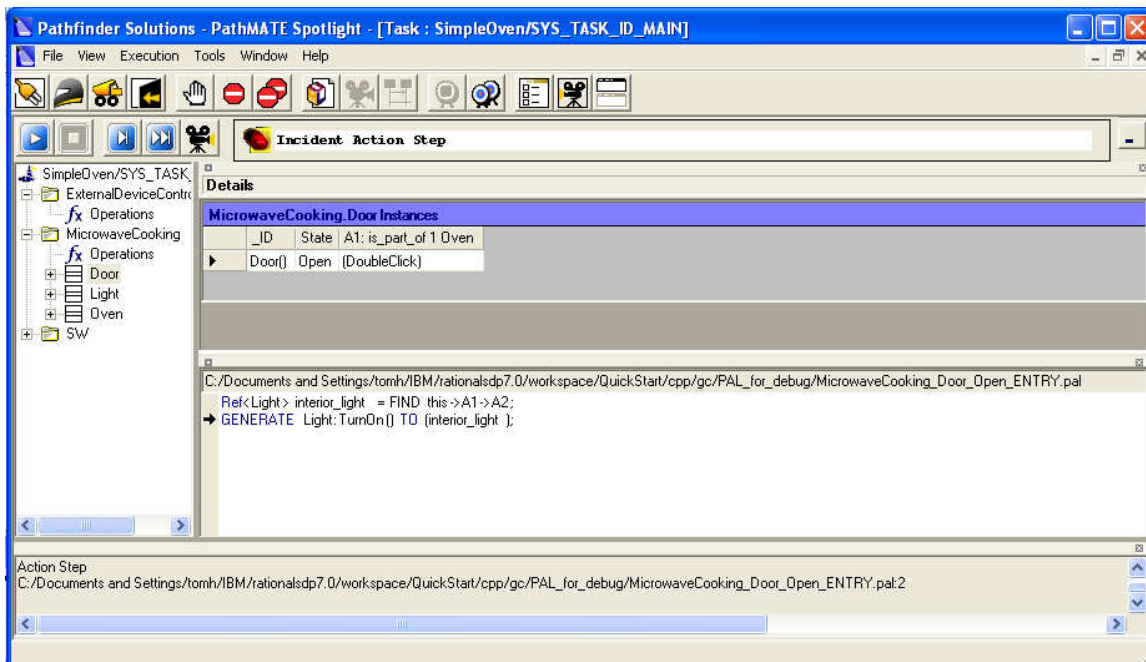 Pathfinder Solutions - PathMATE Spotlight - [Task : SimpleOven/SYS_TASK_ID_MAIN]
File View Execution Tools Window Help
Incident Action Step
SimpleOven/SYS_TASK_
ExternalDeviceContr
fx Operations
MicrowaveCooking
fx Operations
Door
Light
Oven
SW
Details
MicrowaveCooking.Door Instances
_ID State A1: is_part_of 1 Oven
Door() Open (DoubleClick)
C:/Documents and Settings/tomh/IBM/rationalsdp7.0/workspace/QuickStart/cpp/gc/PAL_for_debug/MicrowaveCooking_Door_Open_ENTRY.pal
Ref<Light> interior_light = FIND this->A1->A2;
GENERATE Light:TurnOn() TO (interior_light );
Action Step
C:/Documents and Settings/tomh/IBM/rationalsdp7.0/workspace/QuickStart/cpp/gc/PAL_for_debug/MicrowaveCooking_Door_Open_ENTRY.pal:2